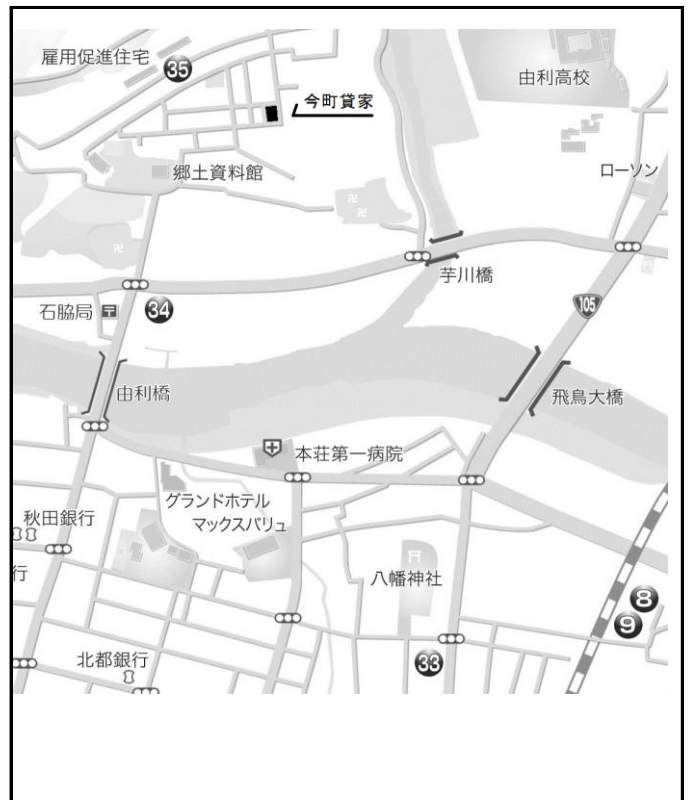 雇用促進住宅
35
今町貸家
由利高校
郷土資料館
ローソン
芋川橋
石脇局
34
105
由利橋
飛鳥大橋
本荘第一病院
グランドホテル
マックスバリュ
秋田銀行
行
八幡神社
8
9
北都銀行
33